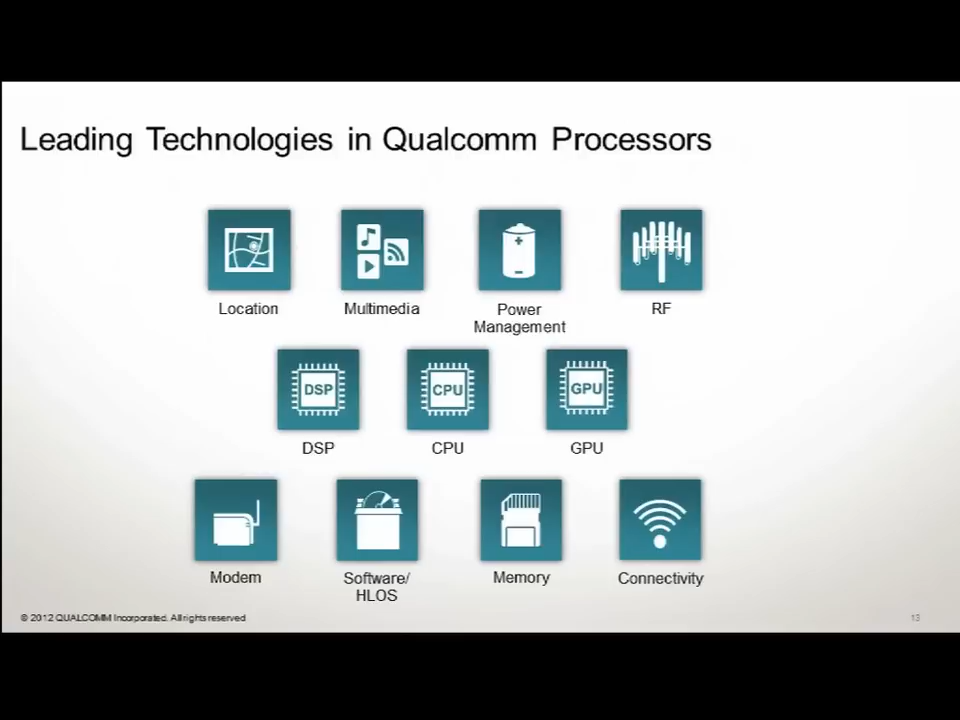 Leading Technologies in Qualcomm Processors
Location
Multimedia
Power
Management
RF
DSP
CPU
GPU
DSP
CPU
GPU
Modem
Software/
HLOS
Memory
Connectivity
© 2012 QUALCOMM Incorporated. All rights reserved
13